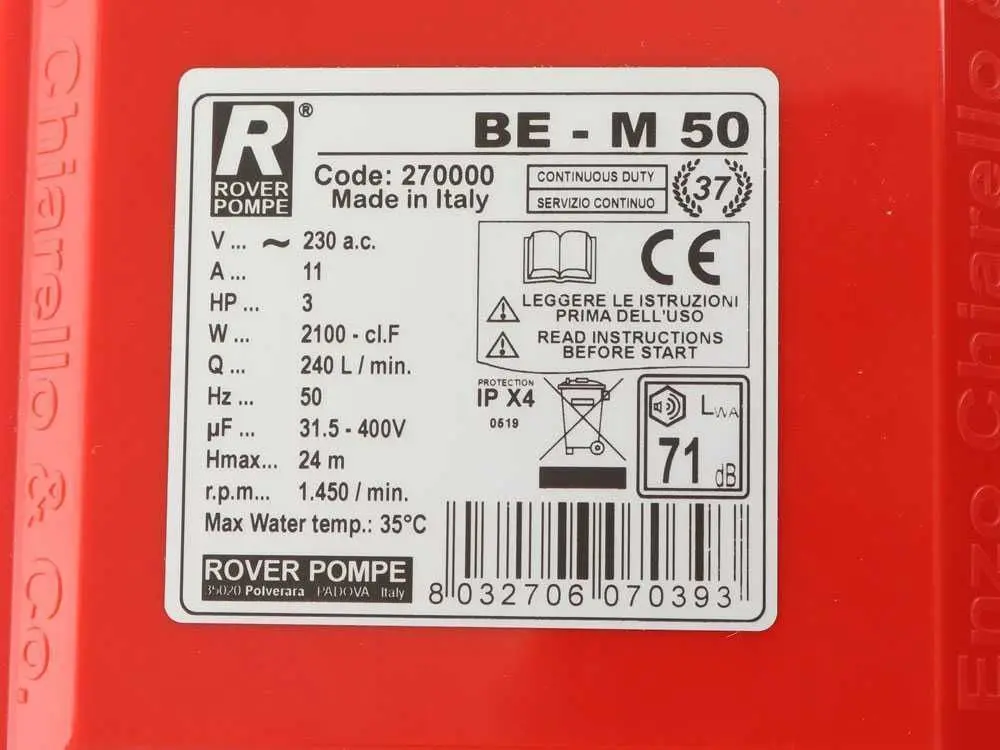 Chiarello & Co.
R ®
ROVER
POMPE
BE - M 50
Code: 270000
Made in Italy
CONTINUOUS DUTY
SERVIZIO CONTINUO
37
V ... ~ 230 a.c.
A ... 11
HP ... 3
W ... 2100 - cl.F
Q ... 240 L / min.
Hz ... 50
µF ... 31.5 - 400V
Hmax... 24 m
r.p.m... 1.450 / min.
Max Water temp.: 35°C
CE
LEGGERE LE ISTRUZIONI
PRIMA DELL'USO
READ INSTRUCTIONS
BEFORE START
PROTECTION
IP X4
0519
LWA
71 dB
ROVER POMPE
35020 Polverara PADOVA Italy
8 032706 070393
Enzo Chiarello &